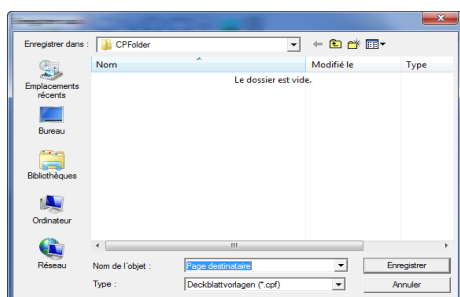 Enregistrer dans :
CPFolder
Nom
Modifié le
Type
Le dossier est vide.
Emplacements
récents
Bureau
Bibliothèques
Ordinateur
Réseau
Nom de l'objet :
Page destinataire
Enregistrer
Type :
Deckblattvorlagen (*.cpf)
Annuler